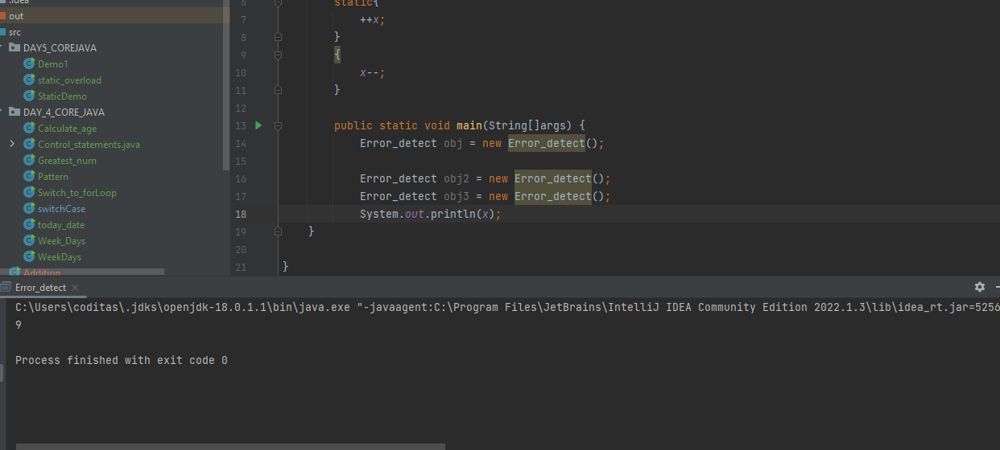 .idea
out
src
DAY5_COREJAVA
Demo1
static_overload
StaticDemo
DAY_4_CORE_JAVA
Calculate_age
Control_statements.java
Greatest_num
Pattern
Switch_to_forLoop
switchCase
today_date
Week_Days
WeekDays
Addition
6 static{
7 ++x;
8 }
9 {
10 x--;
11 }
12
13 public static void main(String[]args) {
14 Error_detect obj = new Error_detect();
15
16 Error_detect obj2 = new Error_detect();
17 Error_detect obj3 = new Error_detect();
18 System.out.println(x);
19 }
20
21 }
Error_detect
C:\Users\coditas\.jdks\openjdk-18.0.1.1\bin\java.exe "-javaagent:C:\Program Files\JetBrains\IntelliJ IDEA Community Edition 2022.1.3\lib\idea_rt.jar=5256
9
Process finished with exit code 0